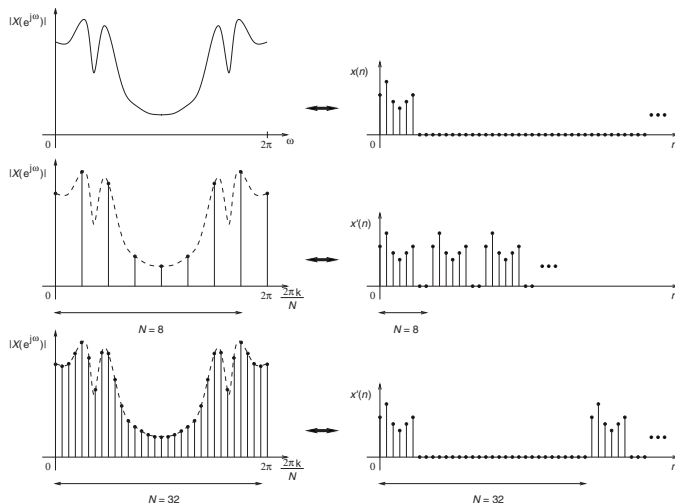 |X(e^jω)|
x(n)
0 2π ω
0 n
|X(e^jω)|
x'(n)
0 2π 2πk/N
0 n
N = 8
N = 8
|X(e^jω)|
x'(n)
0 2π 2πk/N
0 n
N = 32
N = 32